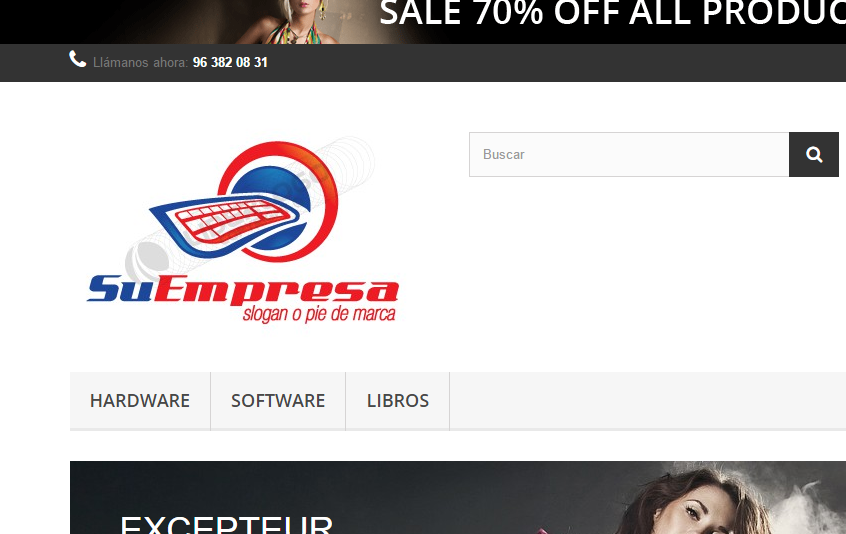 SALE 70% OFF ALL PRODUC
Llámanos ahora: 96 382 08 31
Buscar
SuEmpresa
slogan o pie de marca
HARDWARE
SOFTWARE
LIBROS
EXCEPTEUR